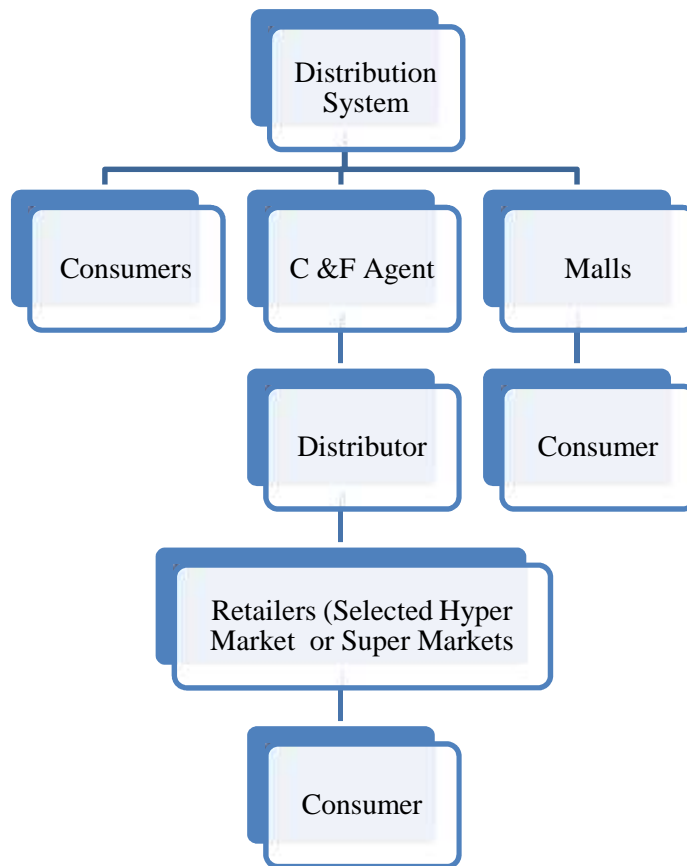 Distribution
System
Consumers
C &F Agent
Malls
Distributor
Consumer
Retailers (Selected Hyper
Market or Super Markets
Consumer